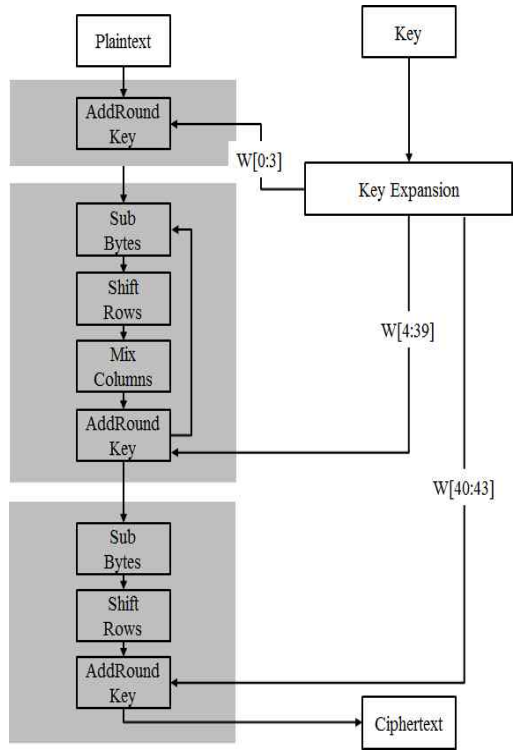 Plaintext
Key
AddRound
Key
W[0:3]
Key Expansion
Sub
Bytes
Shift
Rows
Mix
Columns
AddRound
Key
W[4:39]
W[40:43]
Sub
Bytes
Shift
Rows
AddRound
Key
Ciphertext